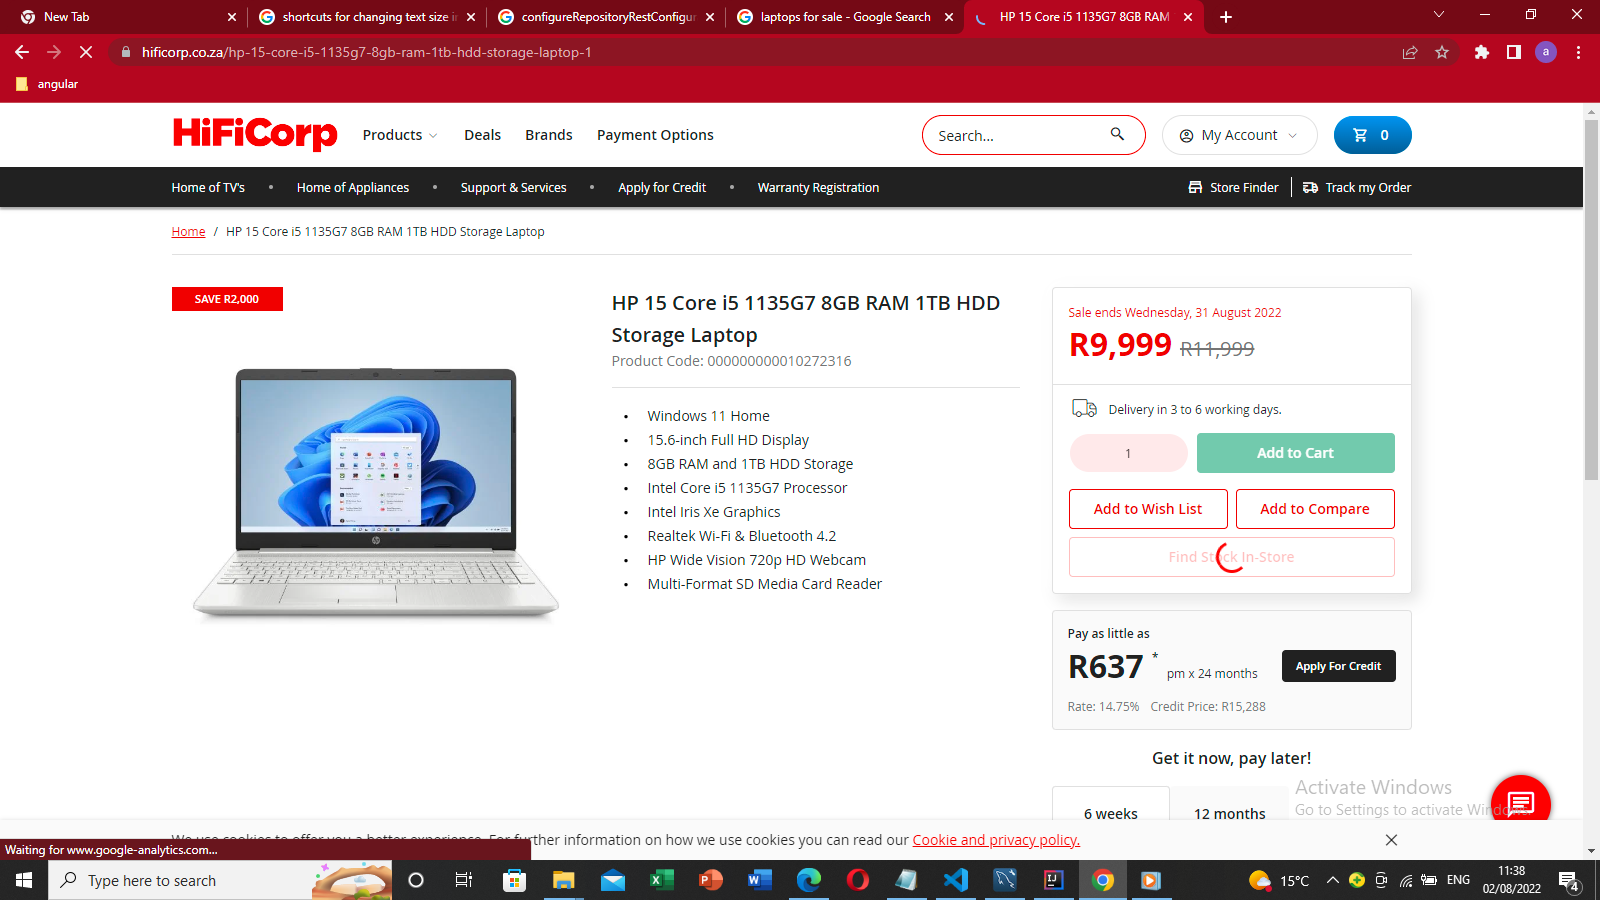 New Tab
shortcuts for changing text size in
configureRepositoryRestConfigur
laptops for sale - Google Search
HP 15 Core i5 1135G7 8GB RAM
hificorp.co.za/hp-15-core-i5-1135g7-8gb-ram-1tb-hdd-storage-laptop-1
a
angular
HiFiCorp
Products
Deals
Brands
Payment Options
Search...
My Account
0
Home of TV's • Home of Appliances • Support & Services • Apply for Credit • Warranty Registration
Store Finder
Track my Order
Home / HP 15 Core i5 1135G7 8GB RAM 1TB HDD Storage Laptop
SAVE R2,000
HP 15 Core i5 1135G7 8GB RAM 1TB HDD
Storage Laptop
Product Code: 000000000010272316
• Windows 11 Home
• 15.6-inch Full HD Display
• 8GB RAM and 1TB HDD Storage
• Intel Core i5 1135G7 Processor
• Intel Iris Xe Graphics
• Realtek Wi-Fi & Bluetooth 4.2
• HP Wide Vision 720p HD Webcam
• Multi-Format SD Media Card Reader
Sale ends Wednesday, 31 August 2022
R9,999 R11,999
Delivery in 3 to 6 working days.
1
Add to Cart
Add to Wish List
Add to Compare
Find Stock In-Store
Pay as little as
R637 * pm x 24 months
Apply For Credit
Rate: 14.75% Credit Price: R15,288
Get it now, pay later!
6 weeks
12 months
Activate Windows
Go to Settings to activate Windows.
We use cookies to offer you a better experience. For further information on how we use cookies you can read our Cookie and privacy policy.
Waiting for www.google-analytics.com...
Type here to search
15°C
ENG
11:38
02/08/2022
4